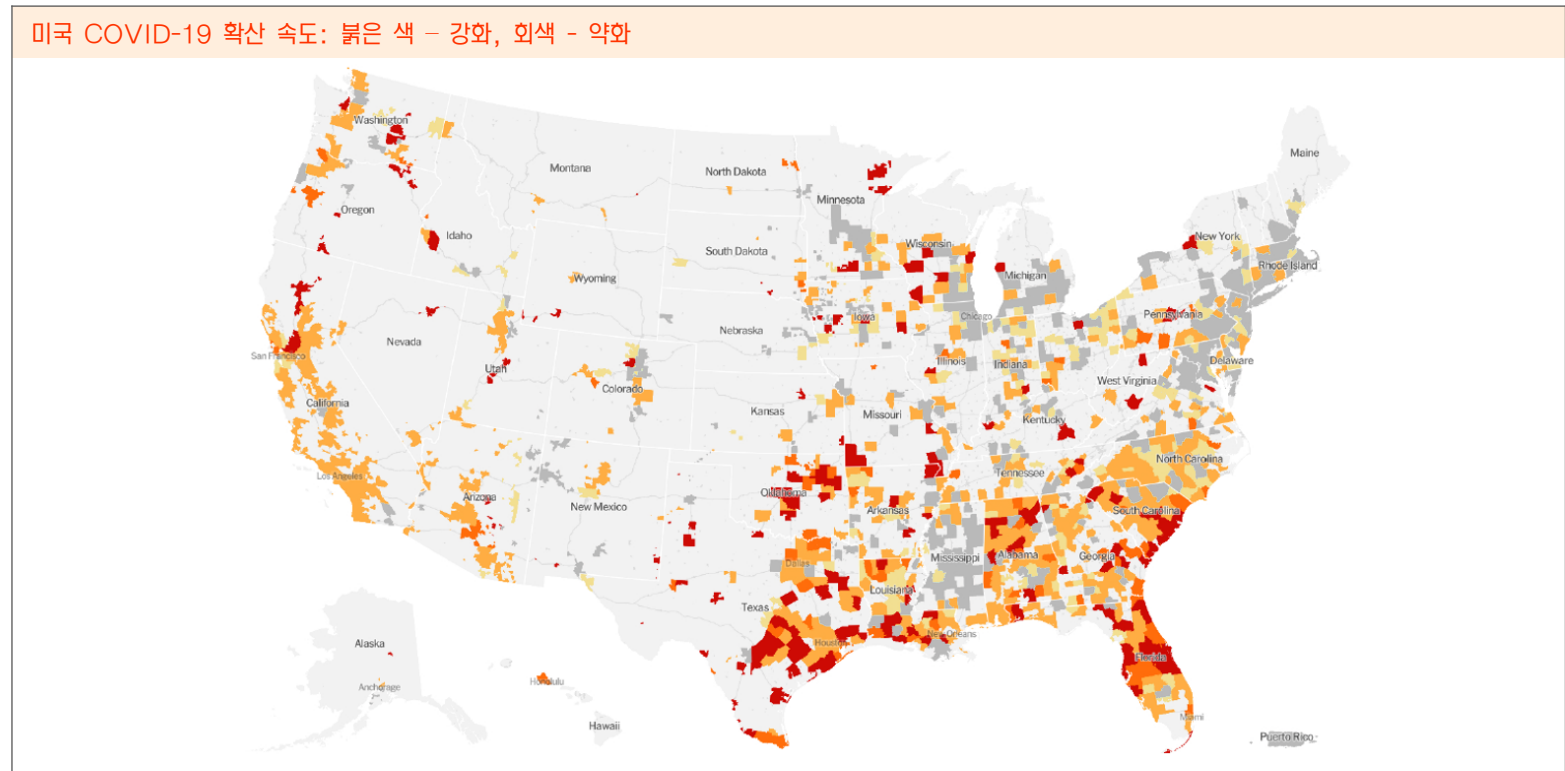 미국 COVID-19 확산 속도: 붉은 색 – 강화, 회색 - 약화
Washington
Montana
North Dakota
Maine
Minnesota
Oregon
Idaho
South Dakota
Wisconsin
New York
Wyoming
Michigan
Rhode Island
Nebraska
Iowa
Chicago
Pennsylvania
Nevada
San Francisco
Utah
Colorado
Illinois
Indiana
Delaware
West Virginia
California
Kansas
Missouri
Kentucky
Los Angeles
Arizona
New Mexico
Oklahoma
Arkansas
Tennessee
North Carolina
South Carolina
Dallas
Mississippi
Alabama
Georgia
Texas
Louisiana
Houston
New Orleans
Florida
Alaska
Anchorage
Honolulu
Hawaii
Miami
Puerto Rico